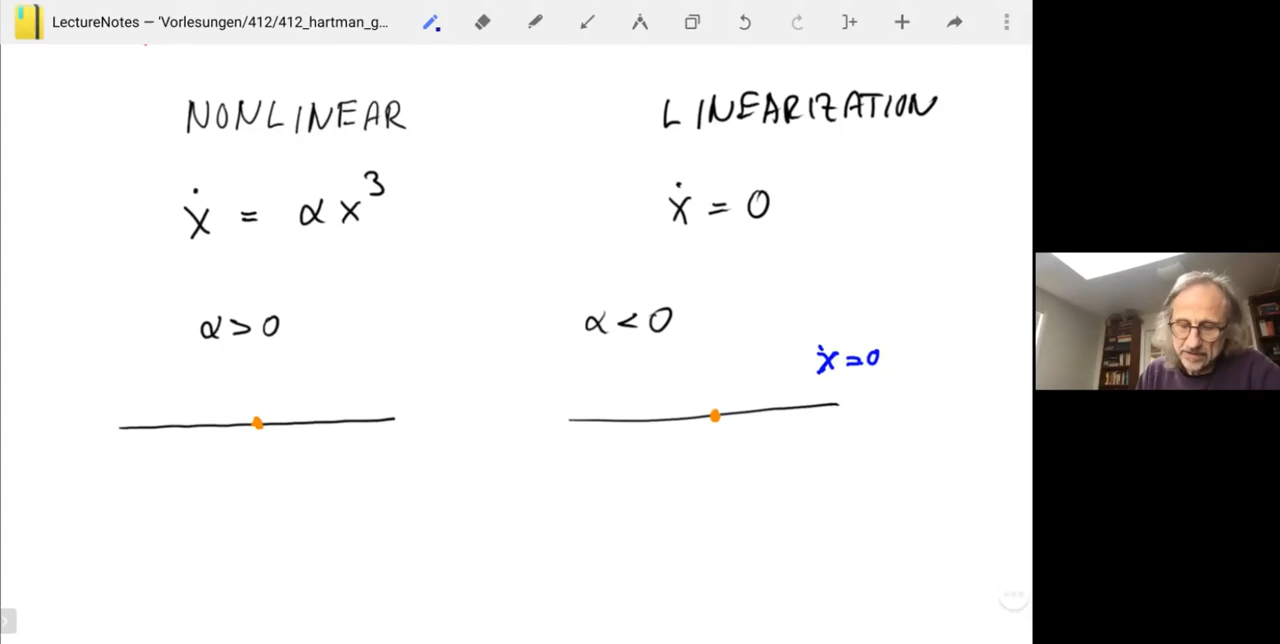 LectureNotes — ‘Vorlesungen/412/412_hartman_g...
NONLINEAR
LINEARIZATION
ẋ = αx³
ẋ = 0
α > 0
α < 0
ẋ = 0